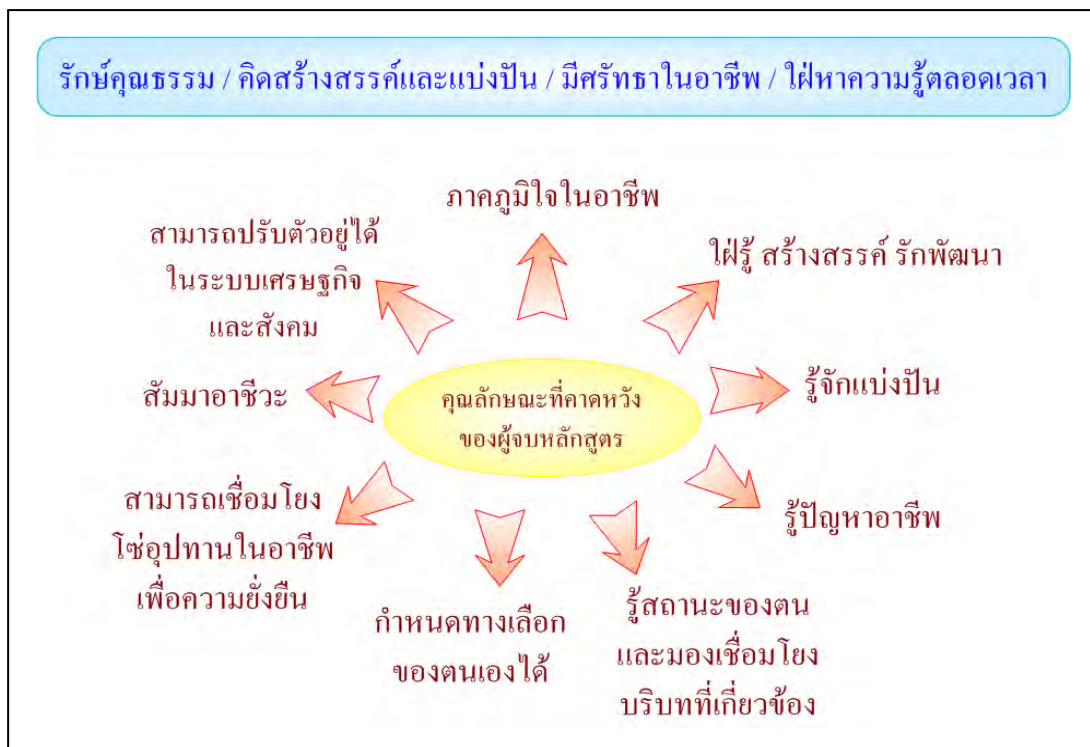 รักษ์คุณธรรม / คิดสร้างสรรค์และแบ่งปัน / มีศรัทธาในอาชีพ / ใฝ่หาความรู้ตลอดเวลา
ภาคภูมิใจในอาชีพ
ใฝ่รู้ สร้างสรรค์ รักพัฒนา
รู้จักแบ่งปัน
รู้ปัญหาอาชีพ
รู้สถานะของตน
และมองเชื่อมโยง
บริบทที่เกี่ยวข้อง
กำหนดทางเลือก
ของตนเองได้
สามารถเชื่อมโยง
โซ่อุปทานในอาชีพ
เพื่อความยั่งยืน
สัมมาอาชีวะ
สามารถปรับตัวอยู่ได้
ในระบบเศรษฐกิจ
และสังคม
คุณลักษณะที่คาดหวัง
ของผู้จบหลักสูตร